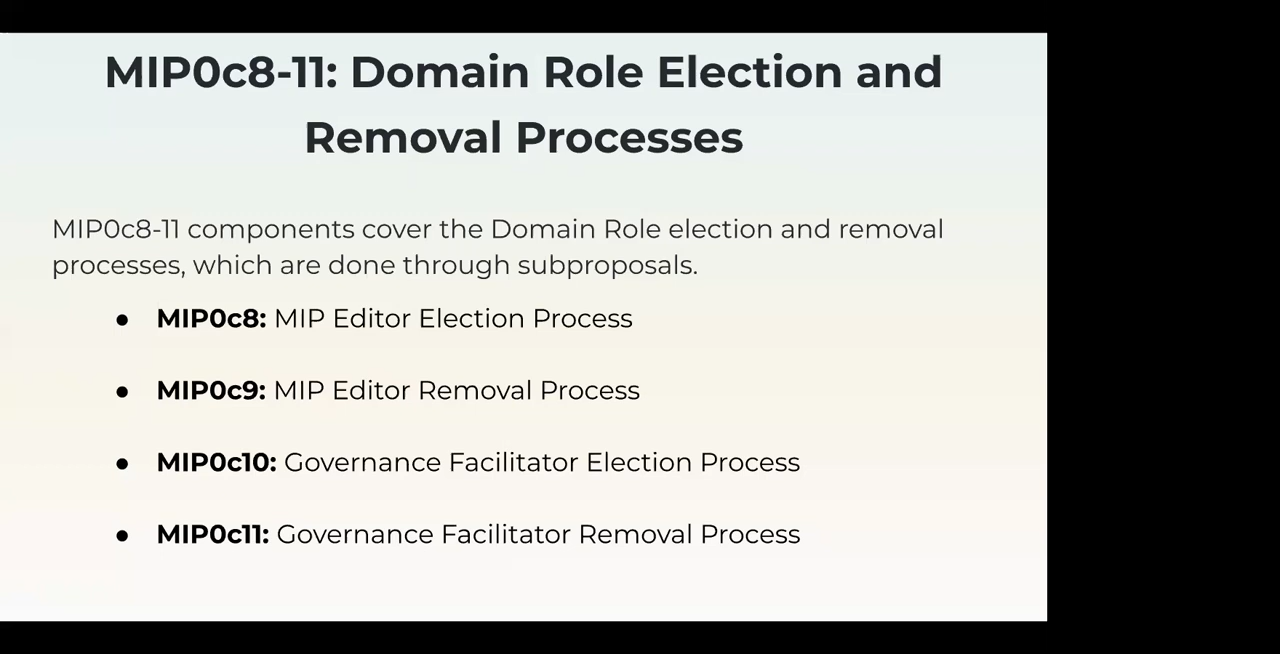 MIP0c8-11: Domain Role Election and
Removal Processes
MIP0c8-11 components cover the Domain Role election and removal
processes, which are done through subproposals.
● MIP0c8: MIP Editor Election Process
● MIP0c9: MIP Editor Removal Process
● MIP0c10: Governance Facilitator Election Process
● MIP0c11: Governance Facilitator Removal Process